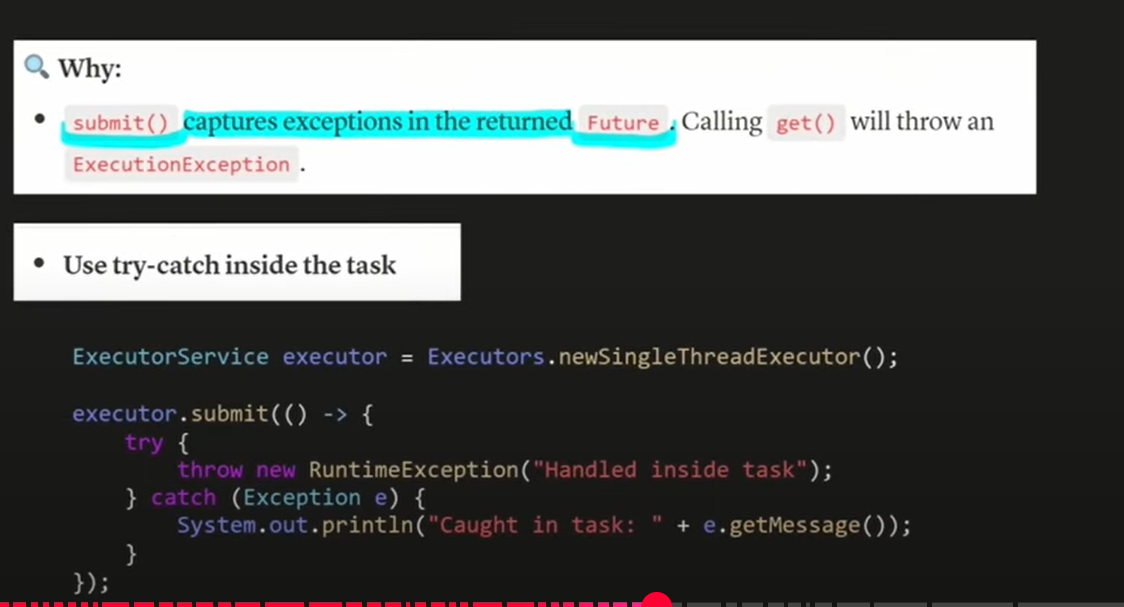 Why:
submit() captures exceptions in the returned Future. Calling get() will throw an
ExecutionException.
Use try-catch inside the task
ExecutorService executor = Executors.newSingleThreadExecutor();
executor.submit(() -> {
try {
throw new RuntimeException("Handled inside task");
} catch (Exception e) {
System.out.println("Caught in task: " + e.getMessage());
}
});